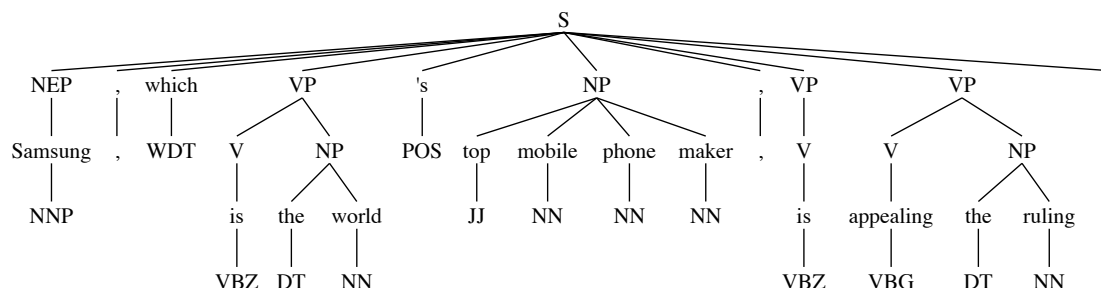 S
NEP , which VP 's NP , VP VP
Samsung , WDT V NP POS top mobile phone maker , V V NP
NNP is the world JJ NN NN NN is appealing the ruling
VBZ DT NN VBZ VBG DT NN